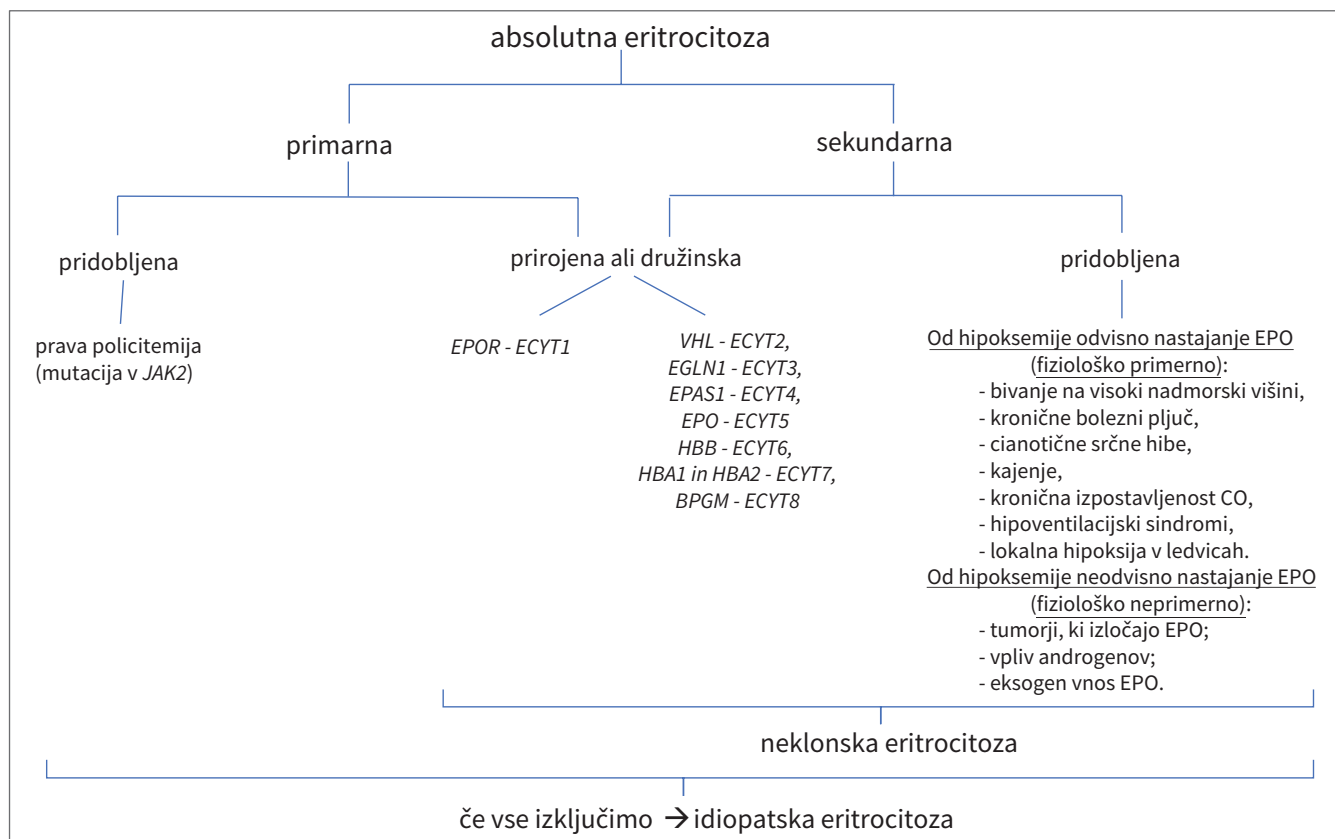 absolutna eritrocitoza
primarna
sekundarna
pridobljena
prirojena ali družinska
pridobljena
prava policitemija
(mutacija v JAK2)
EPOR - ECYT1
VHL - ECYT2,
EGLN1 - ECYT3,
EPAS1 - ECYT4,
EPO - ECYT5
HBB - ECYT6,
HBA1 in HBA2 - ECYT7,
BPGM - ECYT8
Od hipoksemije odvisno nastajanje EPO
(fiziološko primerno):
- bivanje na visoki nadmorski višini,
- kronične bolezni pljuč,
- cianotične srčne hibe,
- kajenje,
- kronična izpostavljenost CO,
- hipoventilacijski sindromi,
- lokalna hipoksija v ledvicah.
Od hipoksemije neodvisno nastajanje EPO
(fiziološko neprimerno):
- tumorji, ki izločajo EPO;
- vpliv androgenov;
- eksogen vnos EPO.
neklonska eritrocitoza
če vse izključimo → idiopatska eritrocitoza